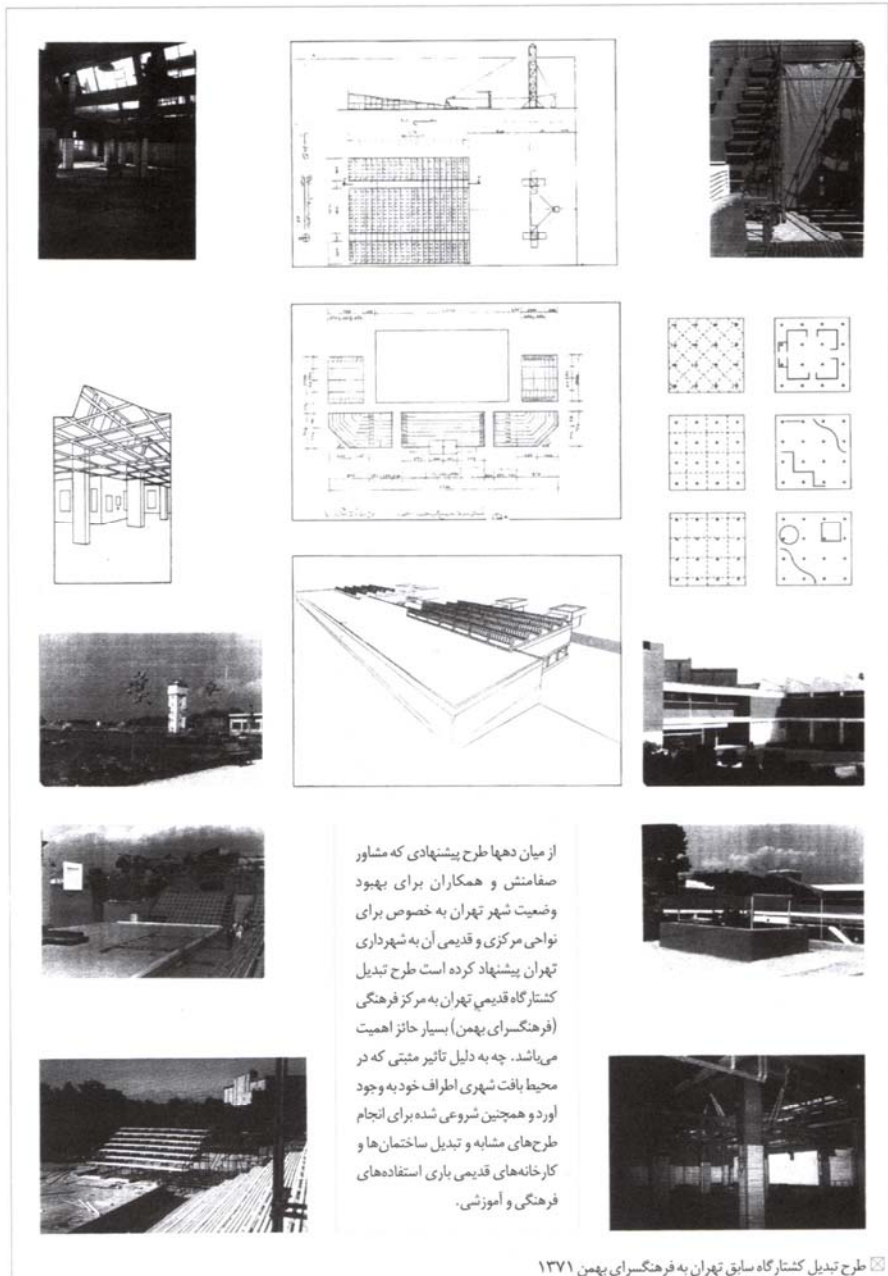 از میان دهها طرح پیشنهادی که مشاور
صفامنش و همکاران برای بهبود
وضعیت شهر تهران به خصوص برای
نواحی مرکزی و قدیمی آن به شهرداری
تهران پیشنهاد کرده است طرح تبدیل
کشتارگاه قدیمی تهران به مرکز فرهنگی
(فرهنگسرای بهمن) بسیار حائز اهمیت
می‌باشد. چه به دلیل تاثیر مثبتی که در
محیط بافت شهری اطراف خود به وجود
آورد و همچنین شروعی شده برای انجام
طرح‌های مشابه و تبدیل ساختمان‌ها و
کارخانه‌های قدیمی باری استفاده‌های
فرهنگی و آموزشی.
طرح تبدیل کشتارگاه سابق تهران به فرهنگسرای بهمن ۱۳۷۱